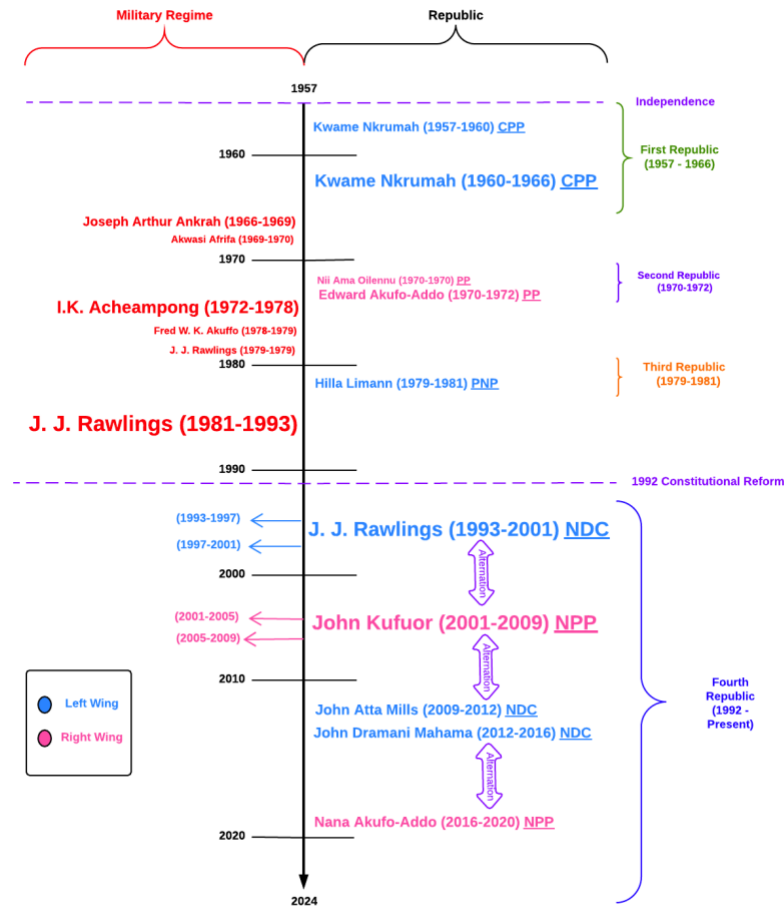 Military Regime
Republic
1957
Independence
Kwame Nkrumah (1957-1960) CPP
First Republic
(1957 - 1966)
1960
Kwame Nkrumah (1960-1966) CPP
Joseph Arthur Ankrah (1966-1969)
Akwasi Afrifa (1969-1970)
1970
Nii Ama Oilennu (1970-1970) PP
Edward Akufo-Addo (1970-1972) PP
Second Republic
(1970-1972)
I.K. Acheampong (1972-1978)
Fred W. K. Akuffo (1978-1979)
J. J. Rawlings (1979-1979)
1980
Hilla Limann (1979-1981) PNP
Third Republic
(1979-1981)
J. J. Rawlings (1981-1993)
1990
1992 Constitutional Reform
(1993-1997)
J. J. Rawlings (1993-2001) NDC
(1997-2001)
Alternation
2000
(2001-2005)
John Kufuor (2001-2009) NPP
(2005-2009)
Alternation
2010
Left Wing
Right Wing
John Atta Mills (2009-2012) NDC
John Dramani Mahama (2012-2016) NDC
Fourth
Republic
(1992 -
Present)
Alternation
Nana Akufo-Addo (2016-2020) NPP
2020
2024